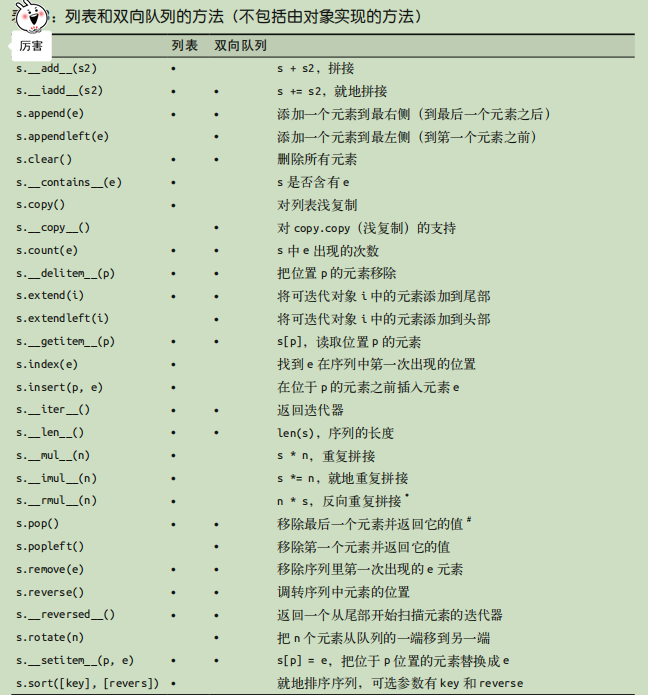 ：列表和双向队列的方法（不包括由对象实现的方法）
厉害
列表 双向队列
s.__add__(s2) • s + s2，拼接
s.__iadd__(s2) • • s += s2，就地拼接
s.append(e) • • 添加一个元素到最右侧（到最后一个元素之后）
s.appendleft(e) • 添加一个元素到最左侧（到第一个元素之前）
s.clear() • • 删除所有元素
s.__contains__(e) • s 是否含有 e
s.copy() • 对列表浅复制
s.__copy__() • 对 copy.copy（浅复制）的支持
s.count(e) • • s 中 e 出现的次数
s.__delitem__(p) • • 把位置 p 的元素移除
s.extend(i) • • 将可迭代对象 i 中的元素添加到尾部
s.extendleft(i) • 将可迭代对象 i 中的元素添加到头部
s.__getitem__(p) • • s[p]，读取位置 p 的元素
s.index(e) • 找到 e 在序列中第一次出现的位置
s.insert(p, e) • 在位于 p 的元素之前插入元素 e
s.__iter__() • • 返回迭代器
s.__len__() • • len(s)，序列的长度
s.__mul__(n) • s * n，重复拼接
s.__imul__(n) • s *= n，就地重复拼接
s.__rmul__(n) • n * s，反向重复拼接*
s.pop() • • 移除最后一个元素并返回它的值#
s.popleft() • 移除第一个元素并返回它的值
s.remove(e) • • 移除序列里第一次出现的 e 元素
s.reverse() • • 调转序列中元素的位置
s.__reversed__() • • 返回一个从尾部开始扫描元素的迭代器
s.rotate(n) • 把 n 个元素从队列的一端移到另一端
s.__setitem__(p, e) • • s[p] = e，把位于 p 位置的元素替换成 e
s.sort([key], [revers]) • 就地排序序列，可选参数有 key 和 reverse